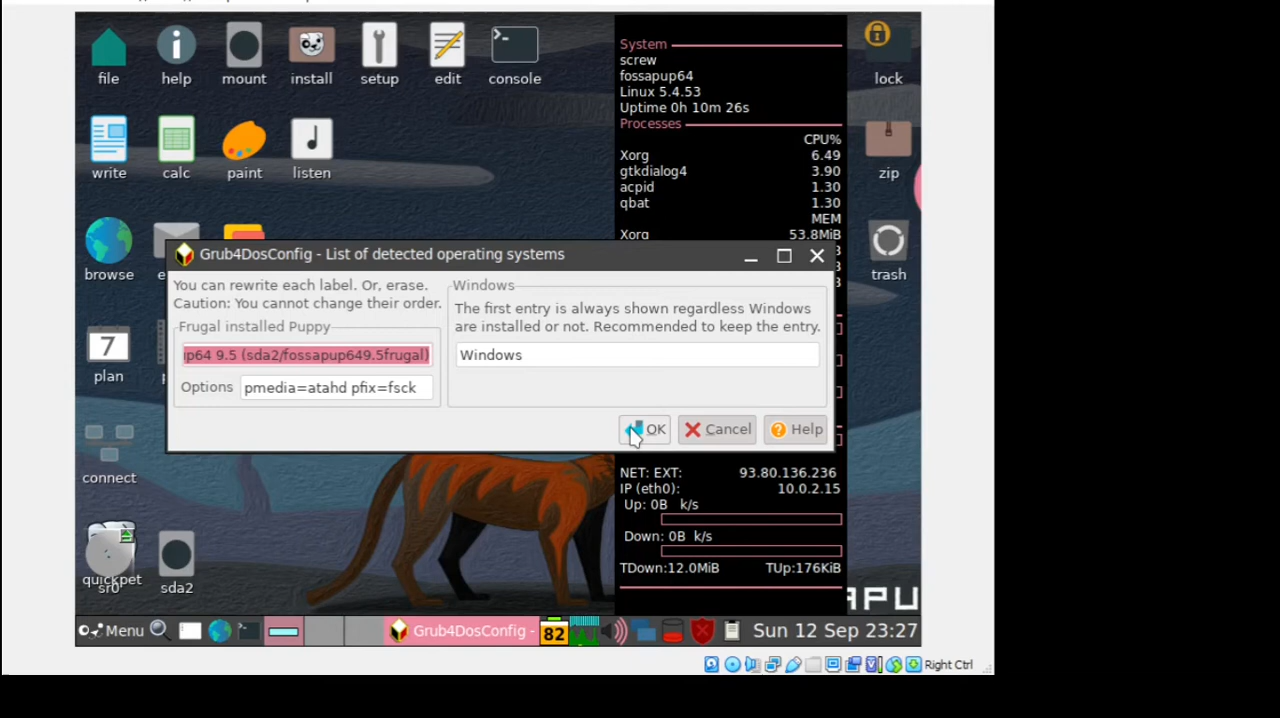 file
help
mount
install
setup
edit
console
lock
write
calc
paint
listen
zip
browse
trash
plan
connect
quickpet
sr0
sda2
System
screw
fossapup64
Linux 5.4.53
Uptime 0h 10m 26s
Processes
CPU%
Xorg 6.49
gtkdialog4 3.90
acpid 1.30
qbat 1.30
MEM
Xorg 53.8MiB
Grub4DosConfig - List of detected operating systems
You can rewrite each label. Or, erase.
Caution: You cannot change their order.
Frugal installed Puppy
up64 9.5 (sda2/fossapup649.5frugal)
Options pmedia=atahd pfix=fsck
Windows
The first entry is always shown regardless Windows
are installed or not. Recommended to keep the entry.
Windows
OK
Cancel
Help
NET: EXT: 93.80.136.236
IP (eth0): 10.0.2.15
Up: 0B k/s
Down: 0B k/s
TDown:12.0MiB TUp:176KiB
APU
7
Menu
Grub4DosConfig -
82
Sun 12 Sep 23:27
Right Ctrl